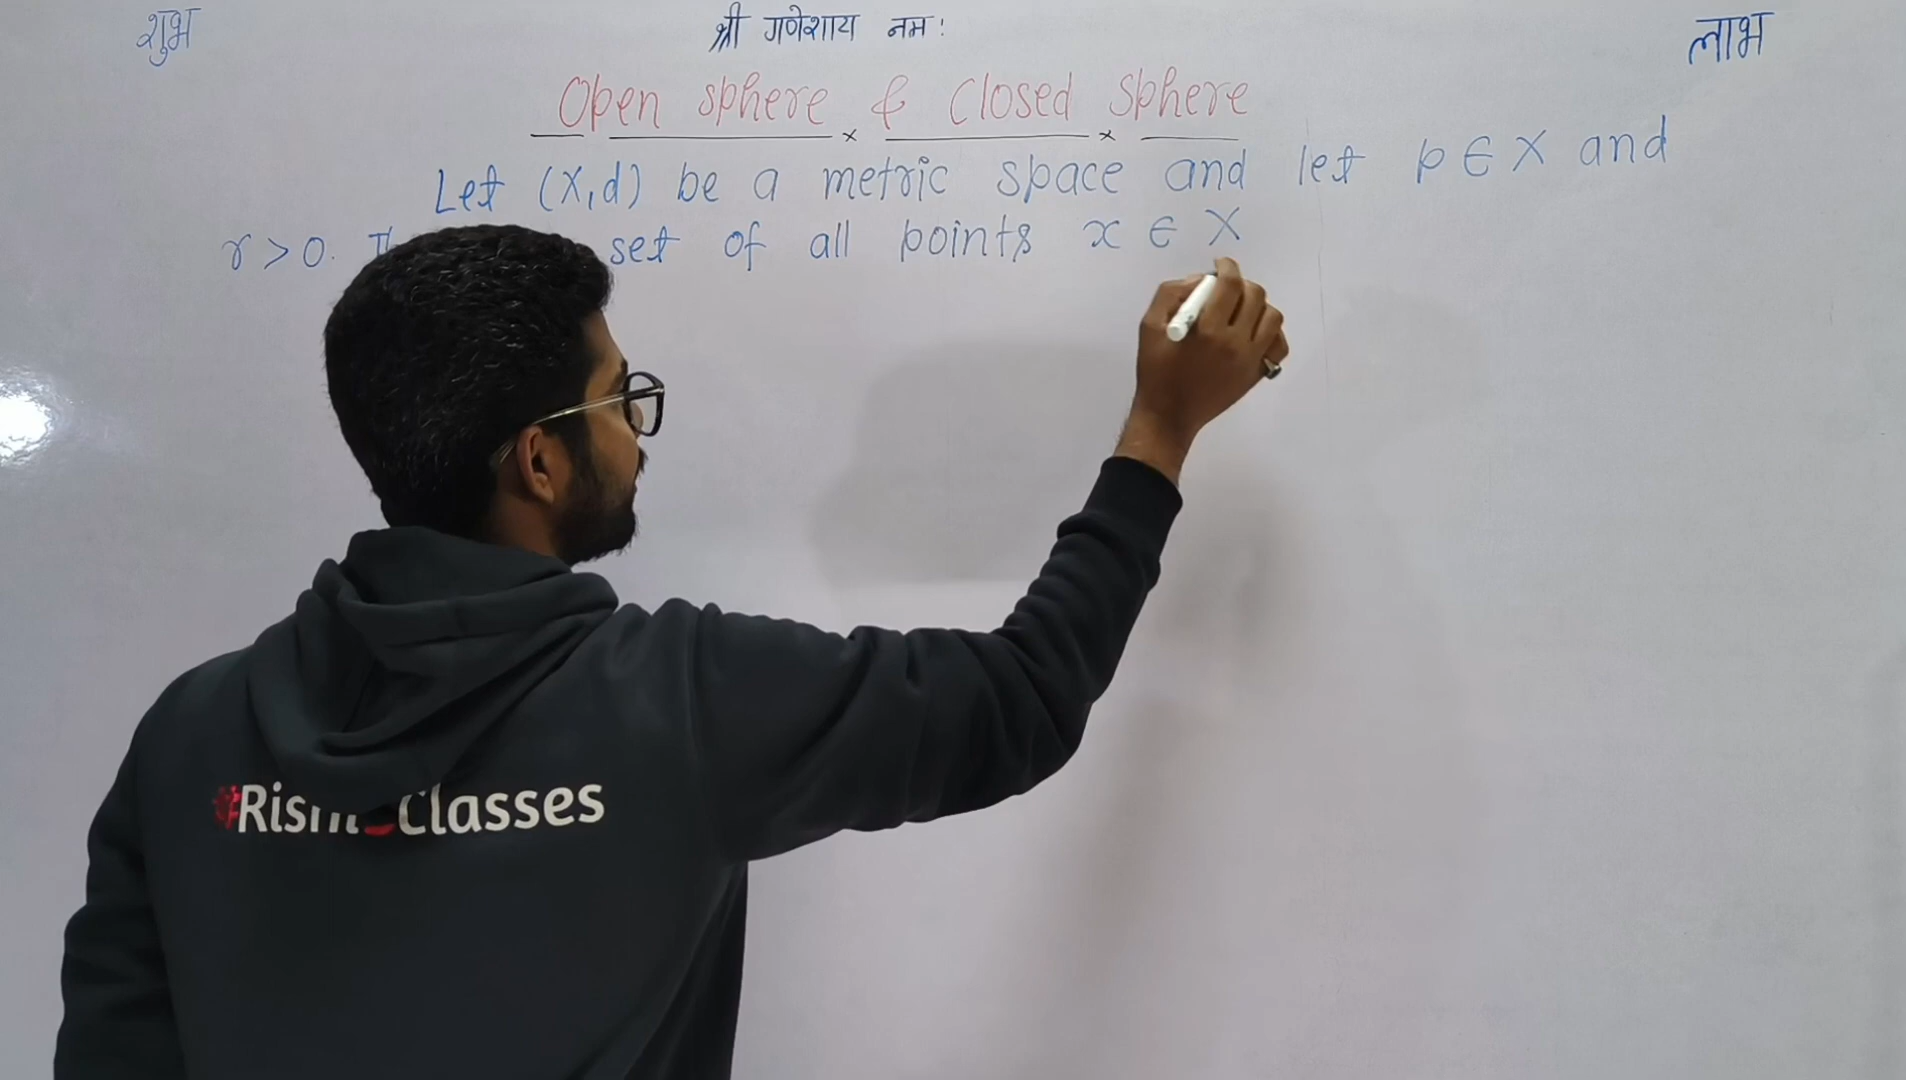 शुभ श्री गणेशाय नमः लाभ
Open sphere & Closed Sphere
Let (X,d) be a metric space and let p ∈ X and
r > 0. set of all points x ∈ X
#Rishi Classes